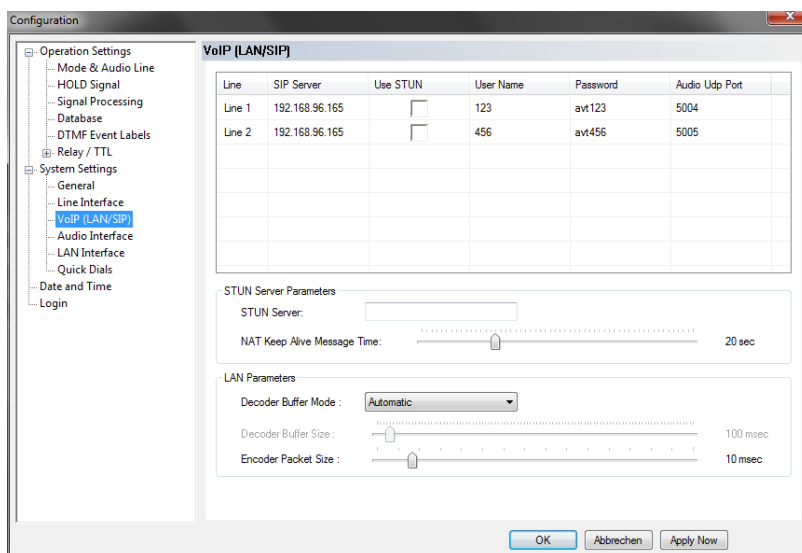 Configuration
Operation Settings
Mode & Audio Line
HOLD Signal
Signal Processing
Database
DTMF Event Labels
Relay / TTL
System Settings
General
Line Interface
VoIP (LAN/SIP)
Audio Interface
LAN Interface
Quick Dials
Date and Time
Login
VoIP (LAN/SIP)
Line SIP Server Use STUN User Name Password Audio Udp Port
Line 1 192.168.96.165 123 avt123 5004
Line 2 192.168.96.165 456 avt456 5005
STUN Server Parameters
STUN Server:
NAT Keep Alive Message Time: 20 sec
LAN Parameters
Decoder Buffer Mode : Automatic
Decoder Buffer Size : 100 msec
Encoder Packet Size : 10 msec
OK Abbrechen Apply Now